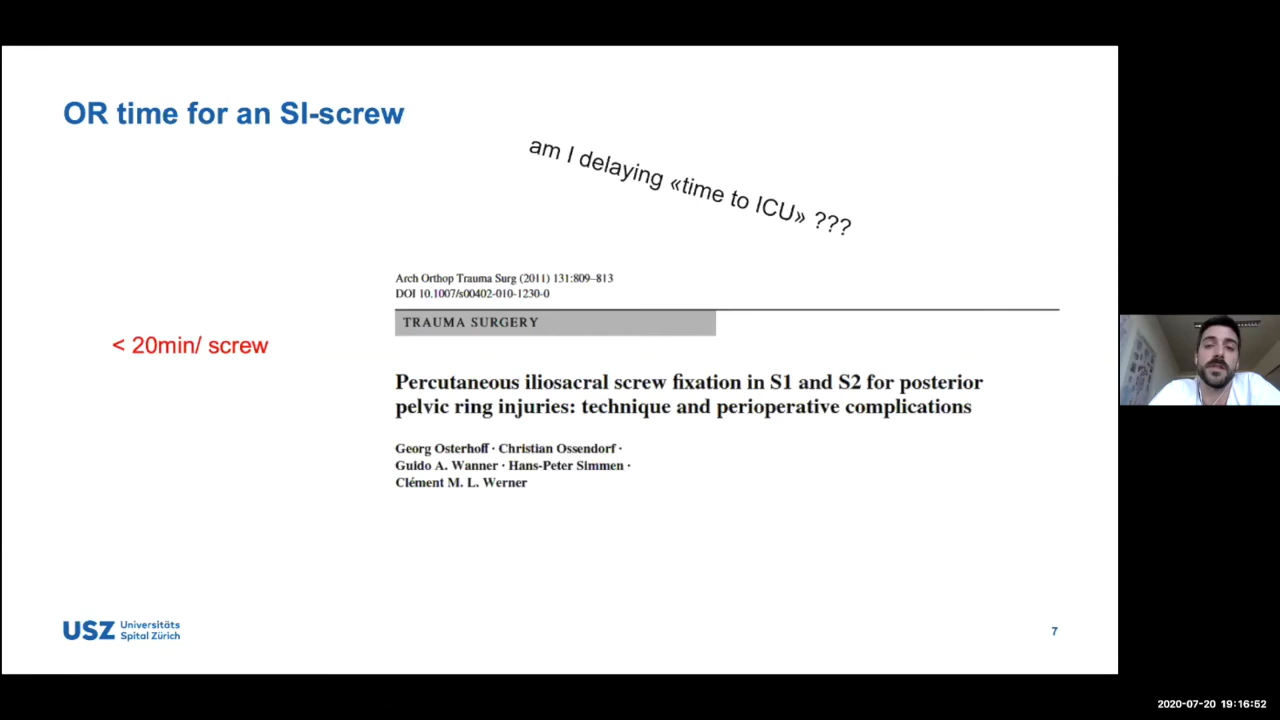 OR time for an SI-screw
am I delaying «time to ICU» ???
Arch Orthop Trauma Surg (2011) 131:809–813
DOI 10.1007/s00402-010-1230-0
TRAUMA SURGERY
< 20min/ screw
Percutaneous iliosacral screw fixation in S1 and S2 for posterior
pelvic ring injuries: technique and perioperative complications
Georg Osterhoff · Christian Ossendorf ·
Guido A. Wanner · Hans-Peter Simmen ·
Clément M. L. Werner
USZ Universitäts
Spital Zürich
7
2020-07-20 19:16:52